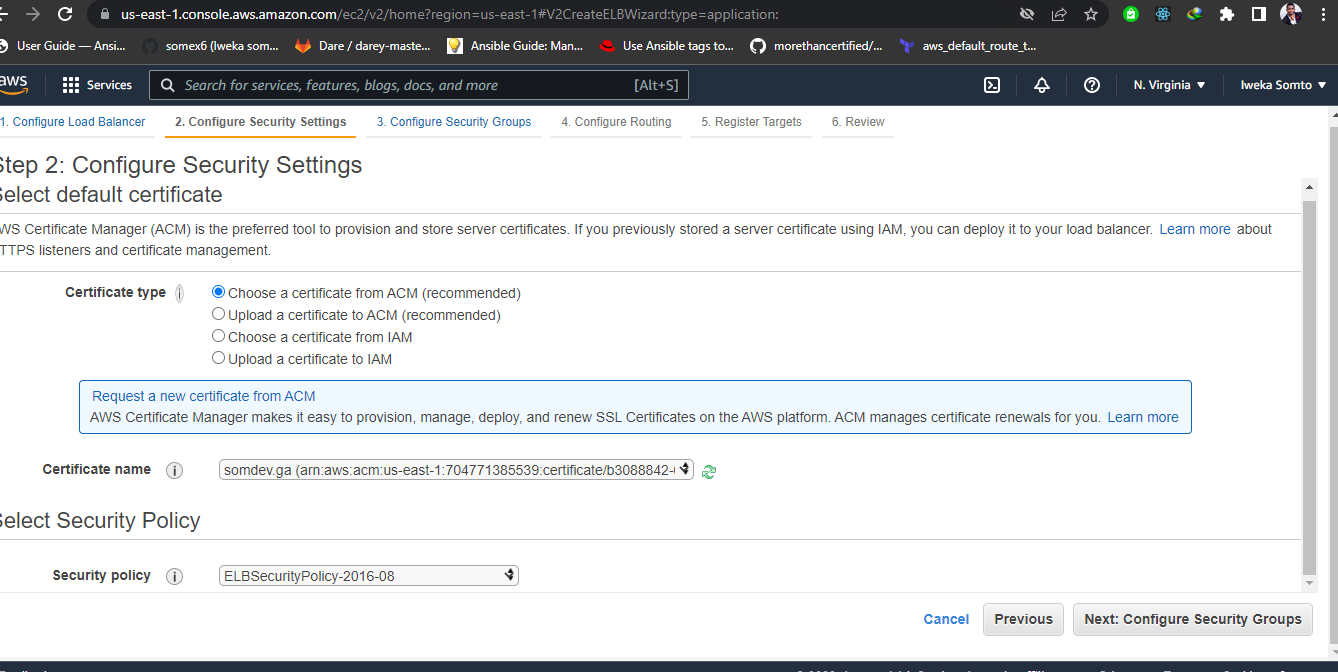 us-east-1.console.aws.amazon.com/ec2/v2/home?region=us-east-1#V2CreateELBWizard:type=application:
User Guide — Ansi... somex6 (Iweka som... Dare / darey-maste... Ansible Guide: Man... Use Ansible tags to... morethancertified/... aws_default_route_t...
aws Services Search for services, features, blogs, docs, and more [Alt+S] N. Virginia Iweka Somto
1. Configure Load Balancer 2. Configure Security Settings 3. Configure Security Groups 4. Configure Routing 5. Register Targets 6. Review
Step 2: Configure Security Settings
Select default certificate
WS Certificate Manager (ACM) is the preferred tool to provision and store server certificates. If you previously stored a server certificate using IAM, you can deploy it to your load balancer. Learn more about
TTPS listeners and certificate management.
Certificate type i Choose a certificate from ACM (recommended)
Upload a certificate to ACM (recommended)
Choose a certificate from IAM
Upload a certificate to IAM
Request a new certificate from ACM
AWS Certificate Manager makes it easy to provision, manage, deploy, and renew SSL Certificates on the AWS platform. ACM manages certificate renewals for you. Learn more
Certificate name i somdev.ga (arn:aws:acm:us-east-1:704771385539:certificate/b3088842-
Select Security Policy
Security policy i ELBSecurityPolicy-2016-08
Cancel Previous Next: Configure Security Groups